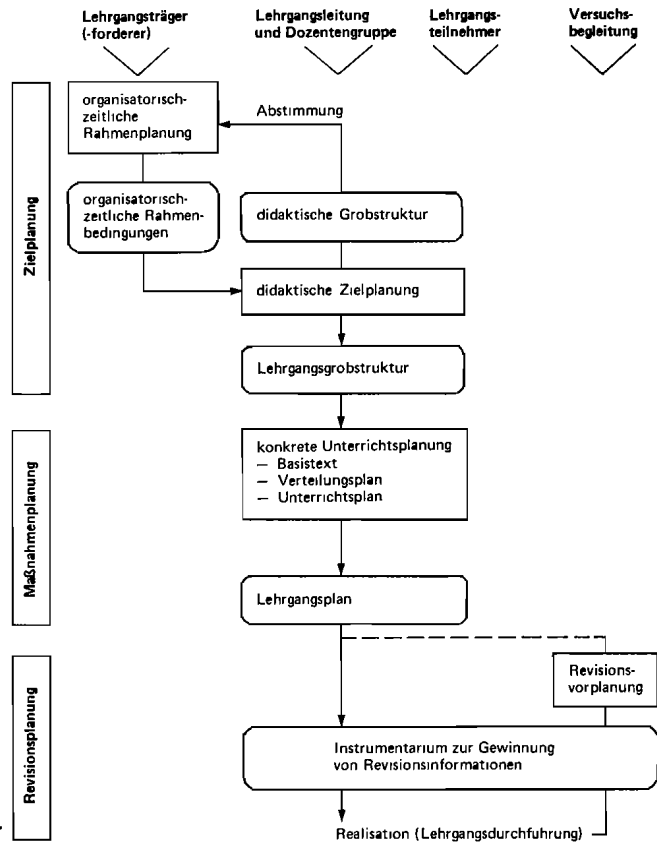 Lehrgangsträger
(-forderer)
Lehrgangsleitung
und Dozentengruppe
Lehrgangs-
teilnehmer
Versuchs-
begleitung
Zielplanung
organisatorisch-
zeitliche
Rahmenplanung
Abstimmung
organisatorisch-
zeitliche Rahmen-
bedingungen
didaktische Grobstruktur
didaktische Zielplanung
Lehrgangsgrobstruktur
Maßnahmenplanung
konkrete Unterrichtsplanung
– Basistext
– Verteilungsplan
– Unterrichtsplan
Lehrgangsplan
Revisionsplanung
Revisions-
vorplanung
Instrumentarium zur Gewinnung
von Revisionsinformationen
Realisation (Lehrgangsdurchfuhrung)